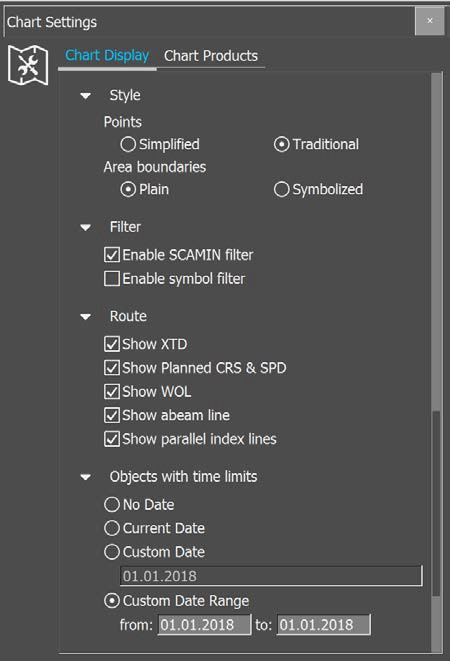 Chart Settings
×
Chart Display Chart Products
Style
Points
Simplified Traditional
Area boundaries
Plain Symbolized
Filter
Enable SCAMIN filter
Enable symbol filter
Route
Show XTD
Show Planned CRS & SPD
Show WOL
Show abeam line
Show parallel index lines
Objects with time limits
No Date
Current Date
Custom Date
01.01.2018
Custom Date Range
from: 01.01.2018 to: 01.01.2018